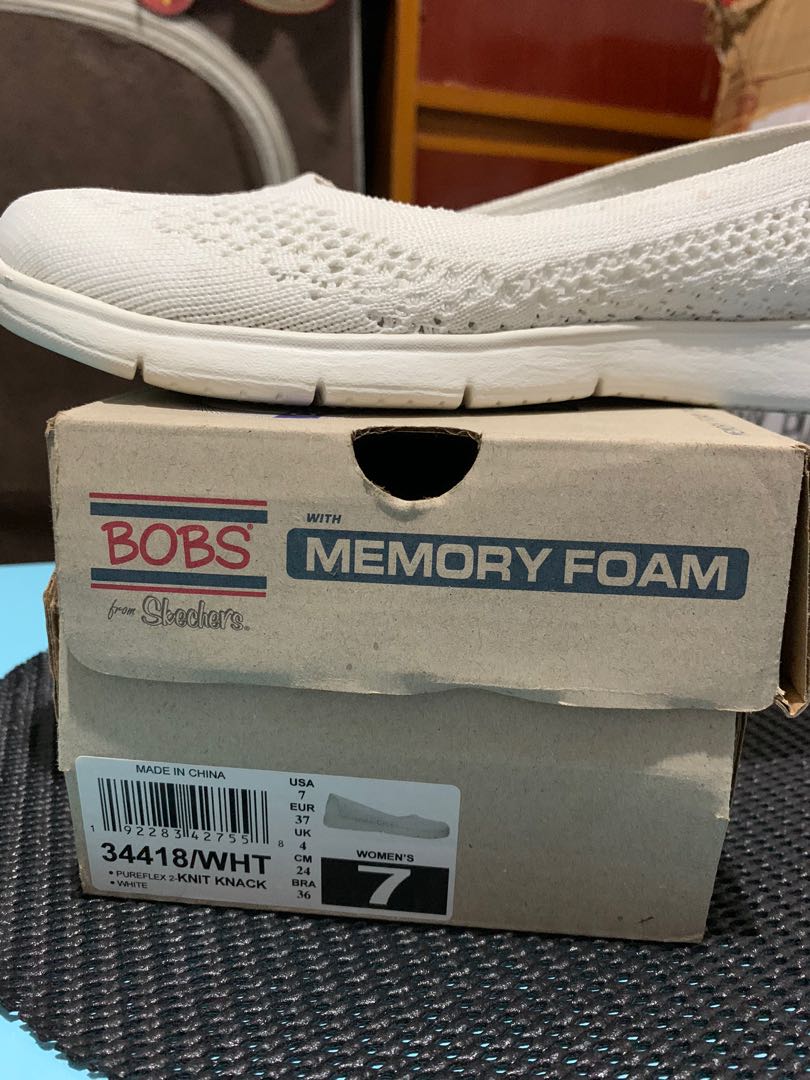 BOBS
from Skechers
WITH
MEMORY FOAM
MADE IN CHINA
1 92283 42755 8
34418/WHT
• PUREFLEX 2-KNIT KNACK
• WHITE
USA
7
EUR
37
UK
4
CM
24
BRA
36
WOMEN'S
7